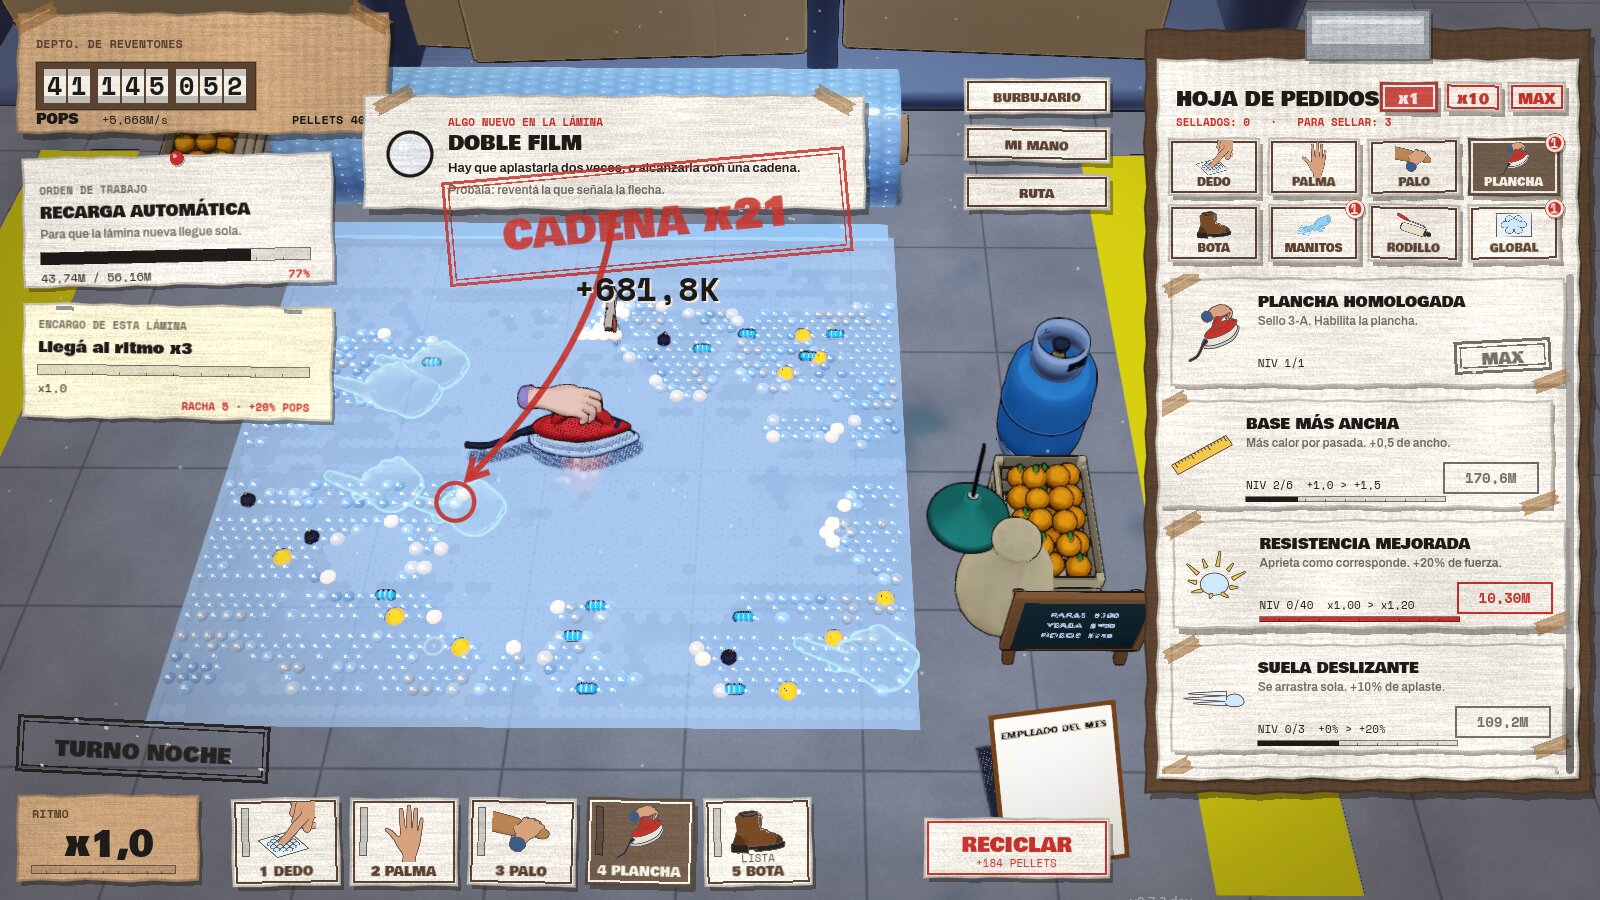 DEPTO. DE REVENTONES
41 145 052
POPS +5,668M/s PELLETS 40
ORDEN DE TRABAJO
RECARGA AUTOMÁTICA
Para que la lámina nueva llegue sola.
43,74M / 56,16M 77%
ENCARGO DE ESTA LÁMINA
Llegá al ritmo x3
x1,0
RACHA 5 · +20% POPS
ALGO NUEVO EN LA LÁMINA
DOBLE FILM
Hay que aplastarla dos veces, o alcanzarla con una cadena.
Probala: reventá la que señala la flecha.
CADENA x21
+681,8K
BURBUJARIO
MI MANO
RUTA
HOJA DE PEDIDOS x1 x10 MAX
SELLADOS: 0 · PARA SELLAR: 3
DEDO
PALMA
PALO
PLANCHA 1
BOTA
MANITOS 1
RODILLO
GLOBAL 1
PLANCHA HOMOLOGADA
Sello 3-A. Habilita la plancha.
NIV 1/1
MAX
BASE MÁS ANCHA
Más calor por pasada. +0,5 de ancho.
NIV 2/6 +1,0 > +1,5
170,6M
RESISTENCIA MEJORADA
Aprieta como corresponde. +20% de fuerza.
NIV 0/40 x1,00 > x1,20
10,30M
SUELA DESLIZANTE
Se arrastra sola. +10% de aplaste.
NIV 0/3 +0% > +20%
109,2M
EMPLEADO DEL MES
TURNO NOCHE
RITMO
x1,0
1 DEDO
2 PALMA
3 PALO
4 PLANCHA
LISTA
5 BOTA
RECICLAR
+184 PELLETS